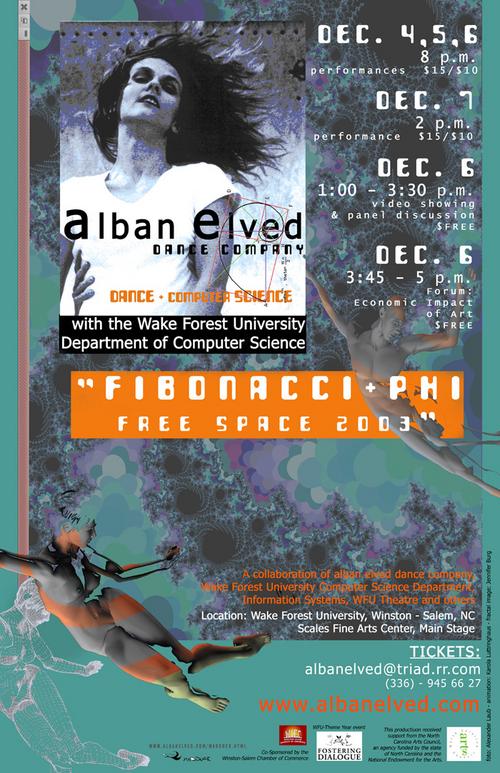 DEC. 4,5,6
8 p.m.
performances $15/$10
DEC. 7
2 p.m.
performance $15/$10
DEC. 6
1:00 - 3:30 p.m.
video showing
& panel discussion
$FREE
DEC. 6
3:45 - 5 p.m.
Forum:
Economic Impact
of Art
$FREE
alban elved
DANCE COMPANY
DANCE + COMPUTER SCIENCE
with the Wake Forest University
Department of Computer Science
"FIBONACCI+PHI
FREE SPACE 2003"
A collaboration of alban elved dance company,
Wake Forest University Computer Science Department,
Information Systems, WFU Theatre and others
Location: Wake Forest University, Winston - Salem, NC
Scales Fine Arts Center, Main Stage
TICKETS:
albanelved@triad.rr.com
(336) - 945 66 27
www.albanelved.com
Co-Sponsored by the
Winston-Salem Chamber of Commerce
WFU-Theme Year event
FOSTERING
DIALOGUE
This production received
support from the North
Carolina Arts Council,
an agency funded by the state
of North Carolina and the
National Endowment for the Arts.
arts